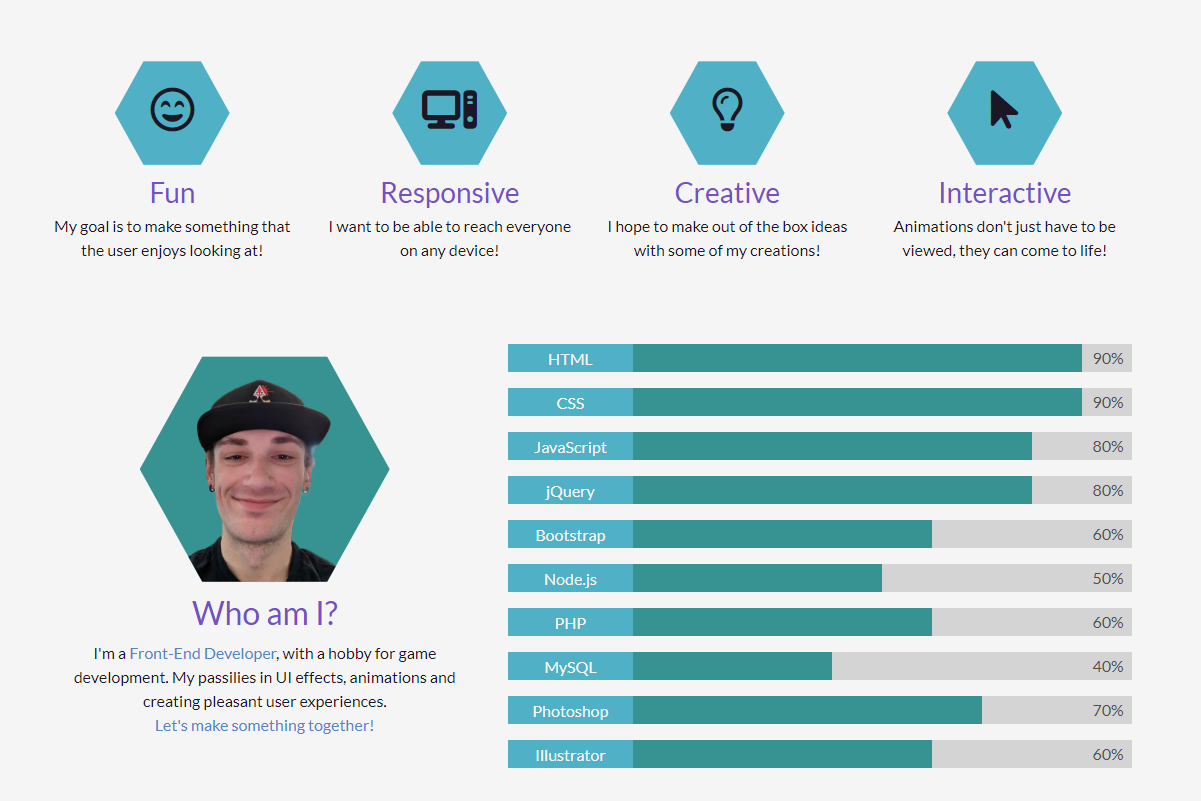 Fun
My goal is to make something that
the user enjoys looking at!
Responsive
I want to be able to reach everyone
on any device!
Creative
I hope to make out of the box ideas
with some of my creations!
Interactive
Animations don't just have to be
viewed, they can come to life!
Who am I?
I'm a Front-End Developer, with a hobby for game
development. My passilies in UI effects, animations and
creating pleasant user experiences.
Let's make something together!
HTML 90%
CSS 90%
JavaScript 80%
jQuery 80%
Bootstrap 60%
Node.js 50%
PHP 60%
MySQL 40%
Photoshop 70%
Illustrator 60%